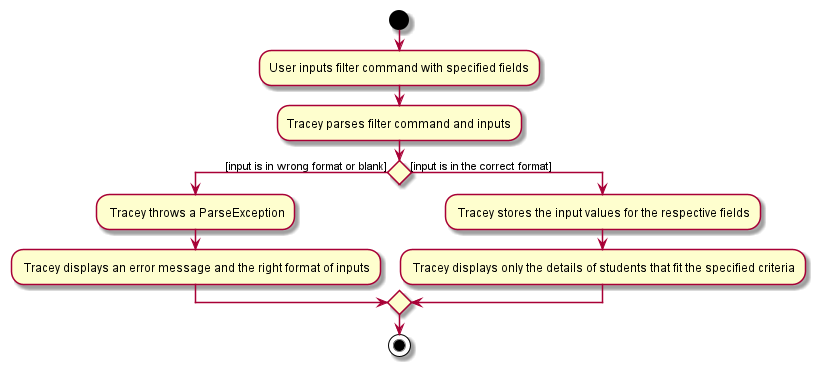 User inputs filter command with specified fields
Tracey parses filter command and inputs
[input is in wrong format or blank]
[input is in the correct format]
Tracey throws a ParseException
Tracey stores the input values for the respective fields
Tracey displays an error message and the right format of inputs
Tracey displays only the details of students that fit the specified criteria